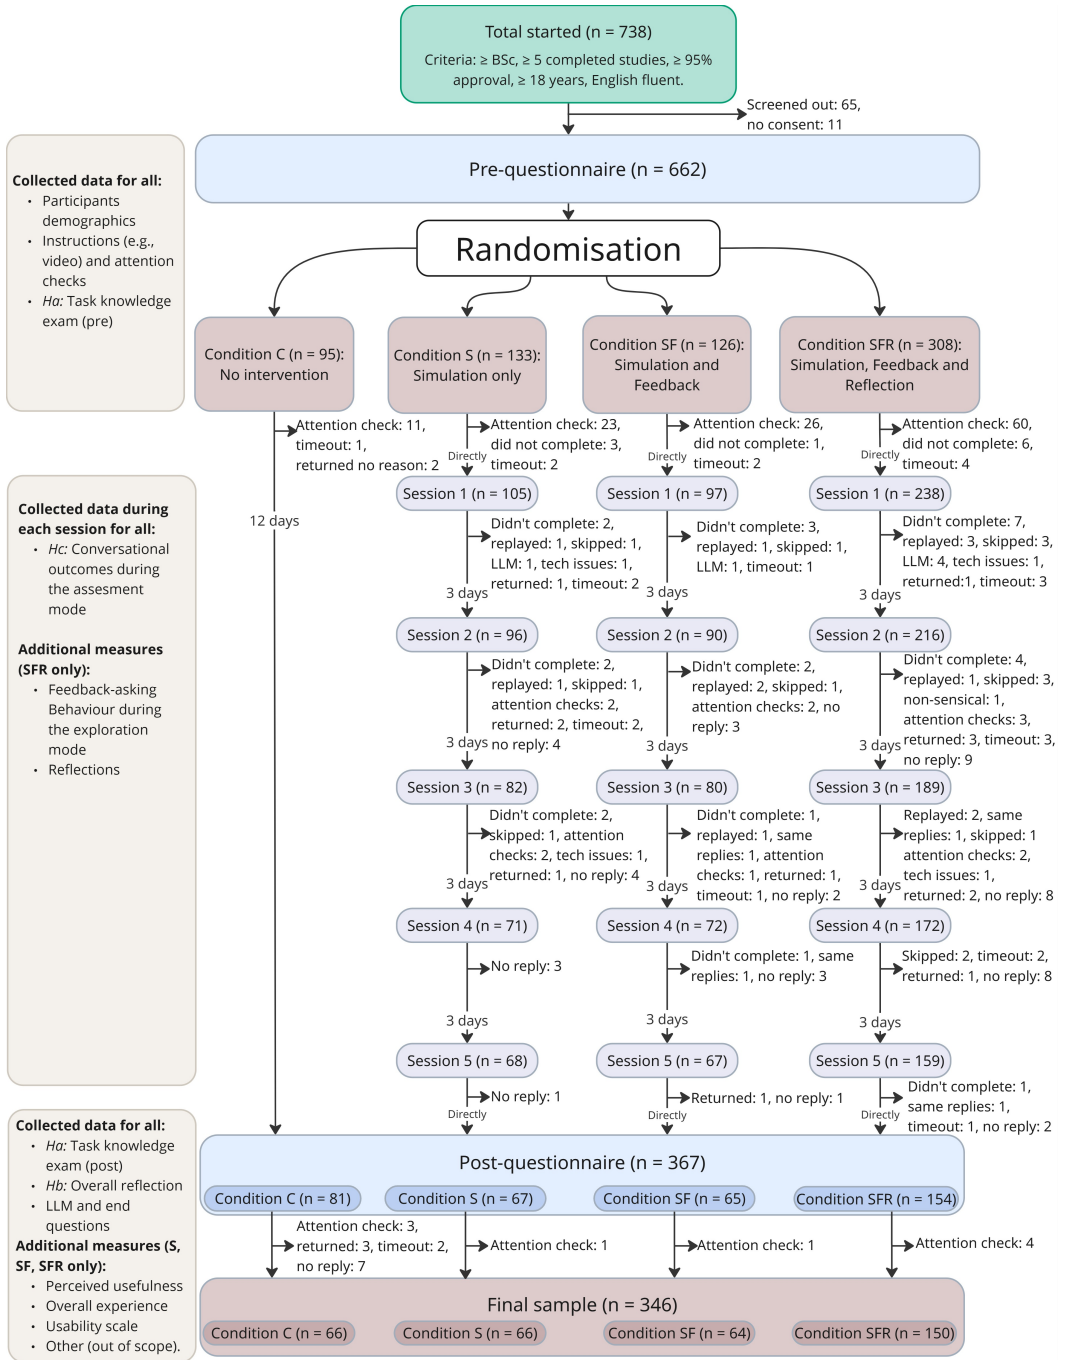 Total started (n = 738)
Criteria: ≥ BSc, ≥ 5 completed studies, ≥ 95%
approval, ≥ 18 years, English fluent.
Screened out: 65,
no consent: 11
Pre-questionnaire (n = 662)
Collected data for all:
• Participants
demographics
• Instructions (e.g.,
video) and attention
checks
• Ha: Task knowledge
exam (pre)
Randomisation
Condition C (n = 95):
No intervention
Condition S (n = 133):
Simulation only
Condition SF (n = 126):
Simulation and
Feedback
Condition SFR (n = 308):
Simulation, Feedback and
Reflection
Attention check: 11,
timeout: 1,
returned no reason: 2
Attention check: 23,
did not complete: 3,
timeout: 2
Directly
Attention check: 26,
did not complete: 1,
timeout: 2
Directly
Attention check: 60,
did not complete: 6,
timeout: 4
Directly
12 days
Collected data during
each session for all:
• Hc: Conversational
outcomes during
the assesment
mode
Additional measures
(SFR only):
• Feedback-asking
Behaviour during
the exploration
mode
• Reflections
Session 1 (n = 105)
Session 1 (n = 97)
Session 1 (n = 238)
Didn't complete: 2,
replayed: 1, skipped: 1,
LLM: 1, tech issues: 1,
returned: 1, timeout: 2
3 days
Didn't complete: 3,
replayed: 1, skipped: 1,
LLM: 1, timeout: 1
3 days
Didn't complete: 7,
replayed: 3, skipped: 3,
LLM: 4, tech issues: 1,
returned:1, timeout: 3
3 days
Session 2 (n = 96)
Session 2 (n = 90)
Session 2 (n = 216)
Didn't complete: 2,
replayed: 1, skipped: 1,
attention checks: 2,
returned: 2, timeout: 2,
no reply: 4
3 days
Didn't complete: 2,
replayed: 2, skipped: 1,
attention checks: 2, no
reply: 3
3 days
Didn't complete: 4,
replayed: 1, skipped: 3,
non-sensical: 1,
attention checks: 3,
returned: 3, timeout: 3,
no reply: 9
3 days
Session 3 (n = 82)
Session 3 (n = 80)
Session 3 (n = 189)
Didn't complete: 2,
skipped: 1, attention
checks: 2, tech issues: 1,
returned: 1, no reply: 4
3 days
Didn't complete: 1,
replayed: 1, same
replies: 1, attention
checks: 1, returned: 1,
timeout: 1, no reply: 2
3 days
Replayed: 2, same
replies: 1, skipped: 1
attention checks: 2,
tech issues: 1,
returned: 2, no reply: 8
3 days
Session 4 (n = 71)
Session 4 (n = 72)
Session 4 (n = 172)
No reply: 3
3 days
Didn't complete: 1, same
replies: 1, no reply: 3
3 days
Skipped: 2, timeout: 2,
returned: 1, no reply: 8
3 days
Session 5 (n = 68)
Session 5 (n = 67)
Session 5 (n = 159)
No reply: 1
Directly
Returned: 1, no reply: 1
Directly
Didn't complete: 1,
same replies: 1,
timeout: 1, no reply: 2
Directly
Collected data for all:
• Ha: Task knowledge
exam (post)
• Hb: Overall reflection
• LLM and end
questions
Additional measures (S,
SF, SFR only):
• Perceived usefulness
• Overall experience
• Usability scale
• Other (out of scope).
Post-questionnaire (n = 367)
Condition C (n = 81)
Condition S (n = 67)
Condition SF (n = 65)
Condition SFR (n = 154)
Attention check: 3,
returned: 3, timeout: 2,
no reply: 7
Attention check: 1
Attention check: 1
Attention check: 4
Final sample (n = 346)
Condition C (n = 66)
Condition S (n = 66)
Condition SF (n = 64)
Condition SFR (n = 150)